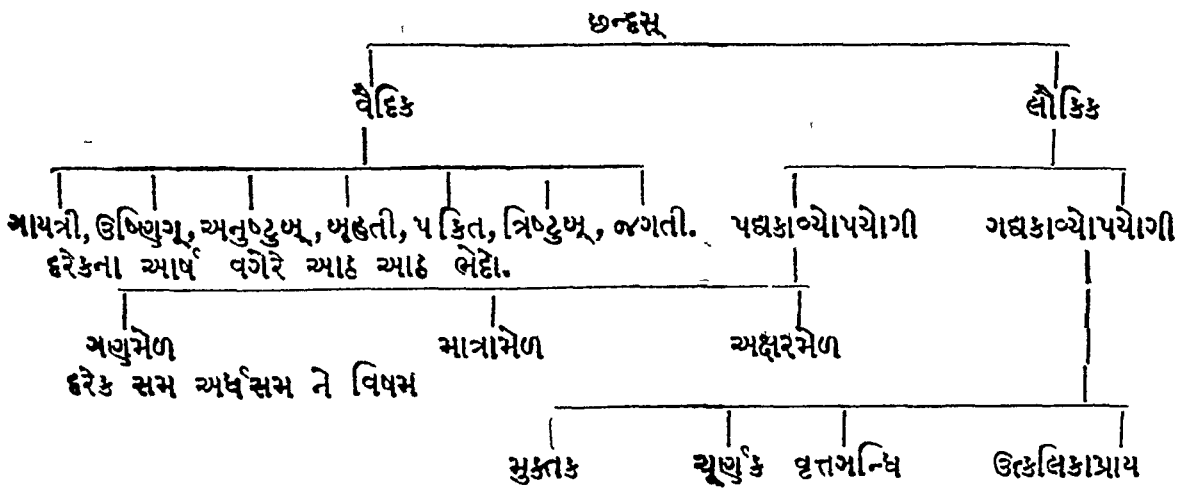 છન્દસ્
વૈદિક લૌકિક
ગાયત્રી, ઉષ્ણિગ્, અનુષ્ટુબ્, બૃહતી, પ ક્તિ, ત્રિષ્ટુબ્, જગતી. પદ્યકાવ્યોપયોગી ગદ્યકાવ્યોપયોગી
દરેકના આર્ષ વગેરે આઠ આઠ ભેદો.
ગણમેળ માત્રામેળ અક્ષરમેળ
દરેક સમ અર્ધસમ ને વિષમ
મુક્તક ચૂર્ણક વૃત્તગન્ધિ ઉત્કલિકાપ્રાય